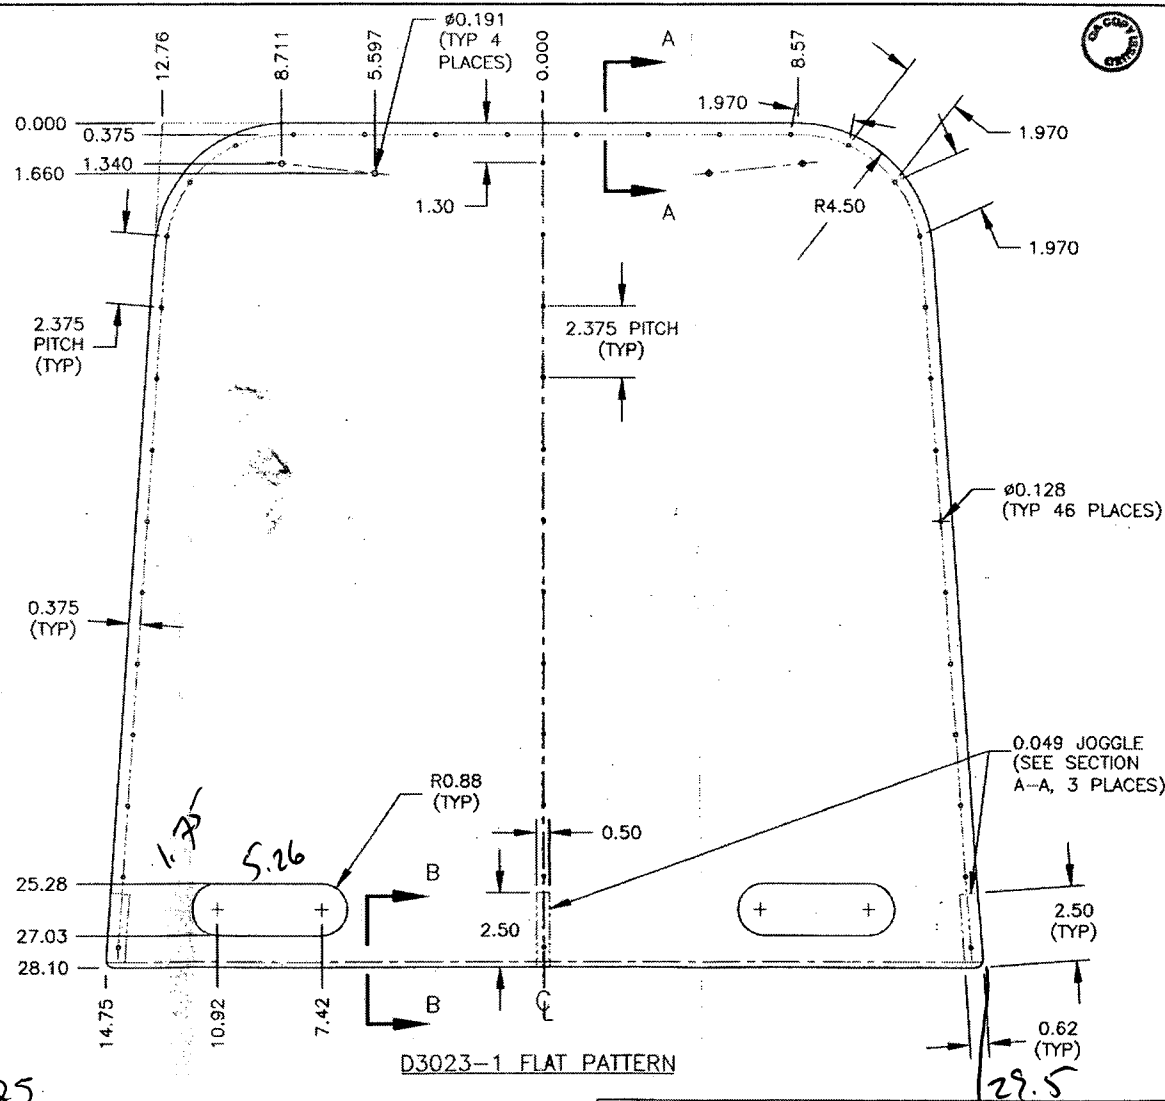 12.76
8.711
5.597
ø0.191
(TYP 4
PLACES)
0.000
A
8.57
0.000
0.375
1.340
1.660
1.970
1.970
1.30
A
R4.50
1.970
2.375
PITCH
(TYP)
2.375 PITCH
(TYP)
ø0.128
(TYP 46 PLACES)
0.375
(TYP)
0.049 JOGGLE
(SEE SECTION
A-A, 3 PLACES)
R0.88
(TYP)
0.50
1.75
5.26
25.28
27.03
28.10
B
2.50
2.50
(TYP)
14.75
10.92
7.42
B
CL
0.62
(TYP)
D3023-1 FLAT PATTERN
25
29.5